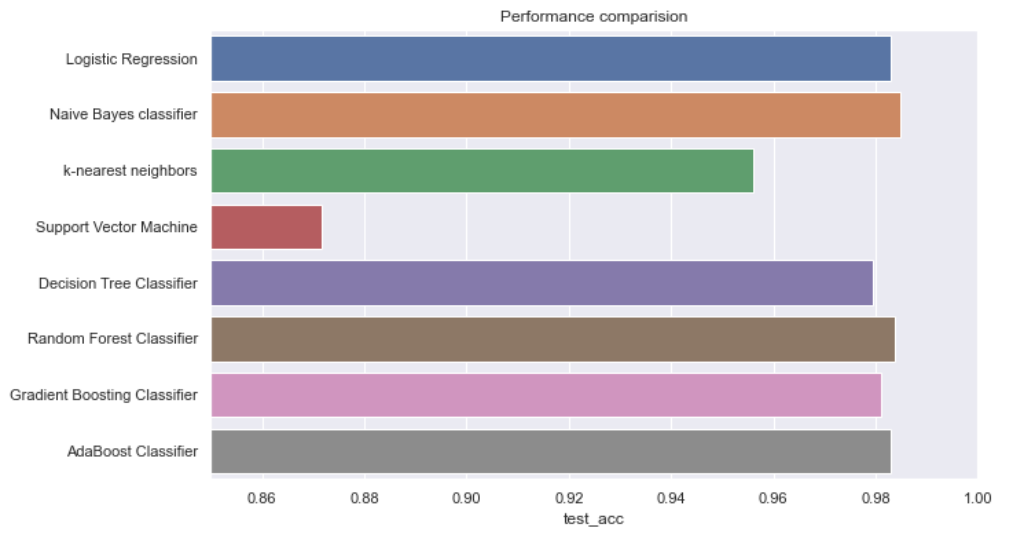 Performance comparision
Logistic Regression
Naive Bayes classifier
k-nearest neighbors
Support Vector Machine
Decision Tree Classifier
Random Forest Classifier
Gradient Boosting Classifier
AdaBoost Classifier
0.86 0.88 0.90 0.92 0.94 0.96 0.98 1.00
test_acc